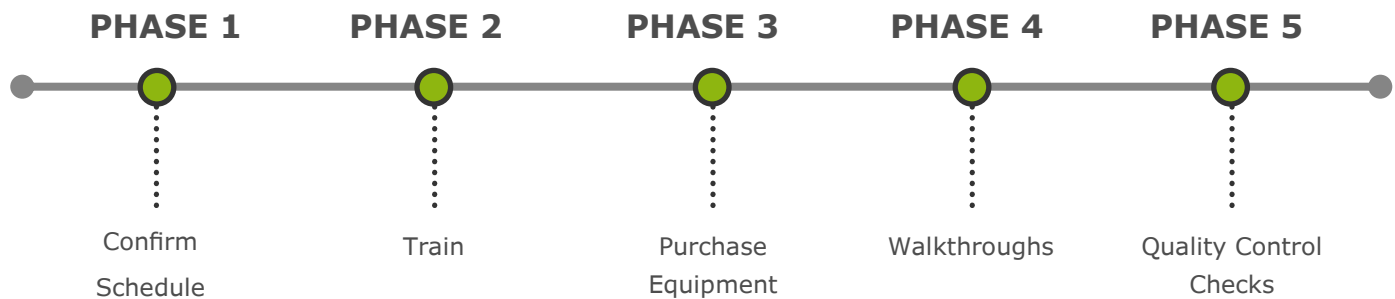 PHASE 1
PHASE 2
PHASE 3
PHASE 4
PHASE 5
Confirm
Schedule
Train
Purchase
Equipment
Walkthroughs
Quality Control
Checks